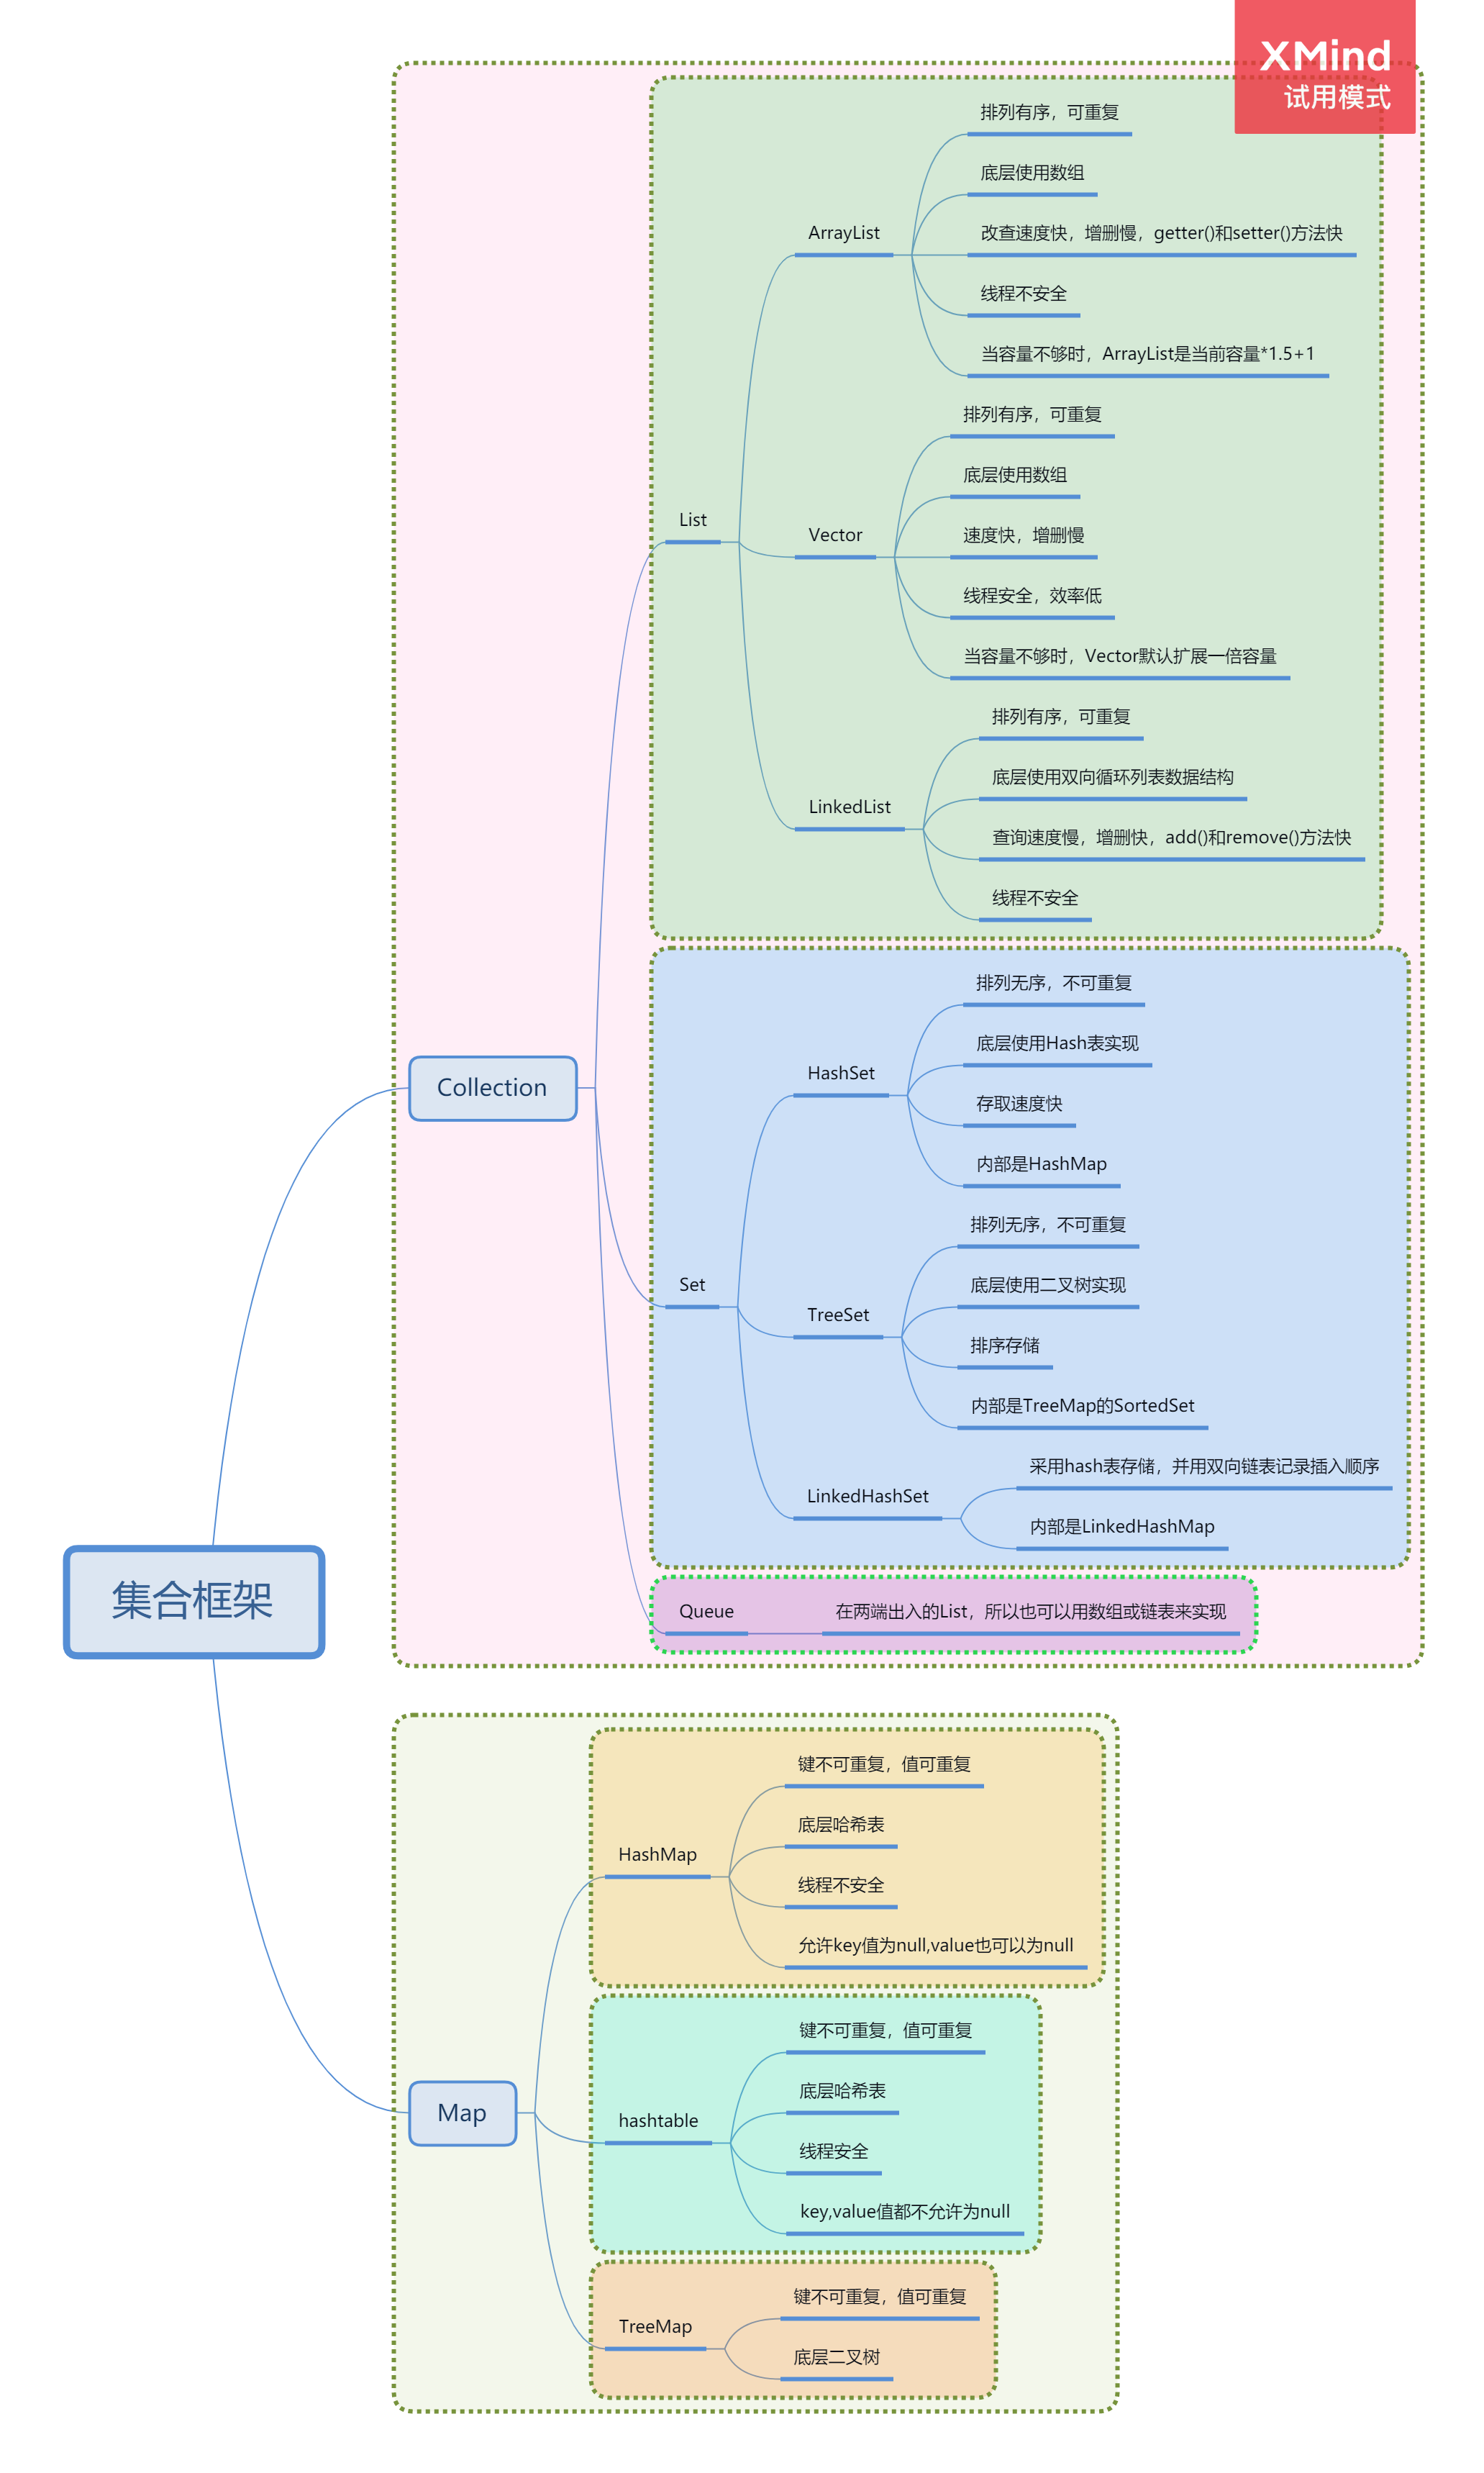 XMind
试用模式
排列有序，可重复
底层使用数组
ArrayList
改查速度快，增删慢，getter()和setter()方法快
线程不安全
当容量不够时，ArrayList是当前容量*1.5+1
排列有序，可重复
底层使用数组
List
Vector
速度快，增删慢
线程安全，效率低
当容量不够时，Vector默认扩展一倍容量
排列有序，可重复
底层使用双向循环列表数据结构
LinkedList
查询速度慢，增删快，add()和remove()方法快
线程不安全
排列无序，不可重复
底层使用Hash表实现
HashSet
存取速度快
内部是HashMap
Collection
排列无序，不可重复
Set
底层使用二叉树实现
TreeSet
排序存储
内部是TreeMap的SortedSet
采用hash表存储，并用双向链表记录插入顺序
LinkedHashSet
内部是LinkedHashMap
集合框架
Queue
在两端出入的List，所以也可以用数组或链表来实现
键不可重复，值可重复
底层哈希表
HashMap
线程不安全
允许key值为null,value也可以为null
键不可重复，值可重复
底层哈希表
Map
hashtable
线程安全
key,value值都不允许为null
键不可重复，值可重复
TreeMap
底层二叉树